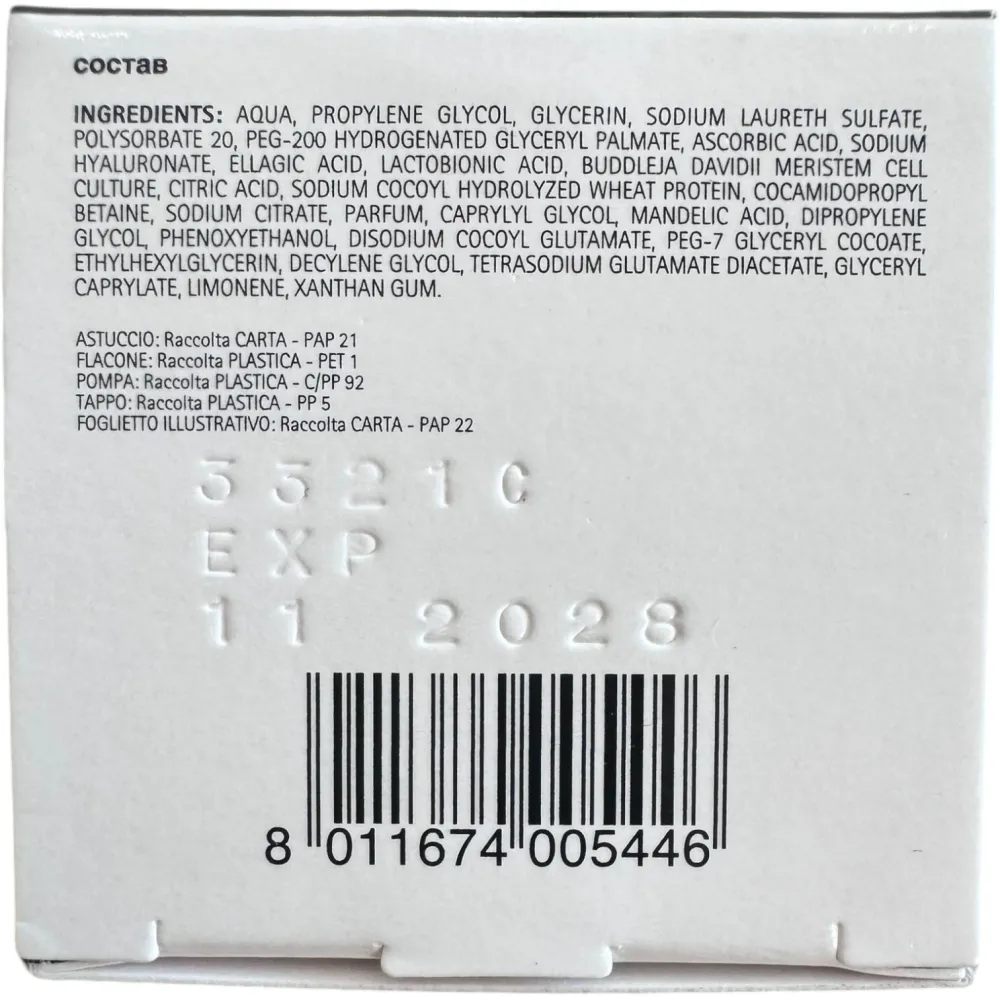 состав
INGREDIENTS: AQUA, PROPYLENE GLYCOL, GLYCERIN, SODIUM LAURETH SULFATE,
POLYSORBATE 20, PEG-200 HYDROGENATED GLYCERYL PALMATE, ASCORBIC ACID, SODIUM
HYALURONATE, ELLAGIC ACID, LACTOBIONIC ACID, BUDDLEJA DAVIDII MERISTEM CELL
CULTURE, CITRIC ACID, SODIUM COCOYL HYDROLYZED WHEAT PROTEIN, COCAMIDOPROPYL
BETAINE, SODIUM CITRATE, PARFUM, CAPRYLYL GLYCOL, MANDELIC ACID, DIPROPYLENE
GLYCOL, PHENOXYETHANOL, DISODIUM COCOYL GLUTAMATE, PEG-7 GLYCERYL COCOATE,
ETHYLHEXYLGLYCERIN, DECYLENE GLYCOL, TETRASODIUM GLUTAMATE DIACETATE, GLYCERYL
CAPRYLATE, LIMONENE, XANTHAN GUM.
ASTUCCIO: Raccolta CARTA - PAP 21
FLACONE: Raccolta PLASTICA - PET 1
POMPA: Raccolta PLASTICA - C/PP 92
TAPPO: Raccolta PLASTICA - PP 5
FOGLIETTO ILLUSTRATIVO: Raccolta CARTA - PAP 22
3321C
EXP
11 2028
8 011674 005446